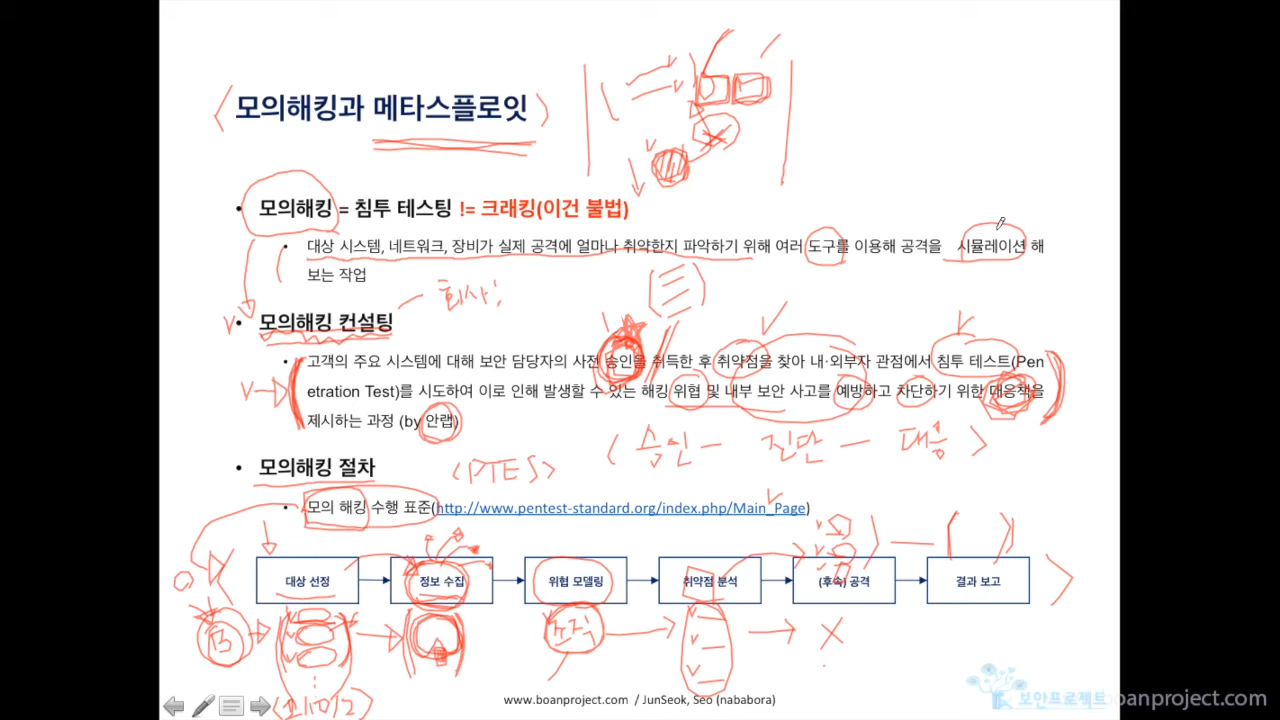 모의해킹과 메타스플로잇
• 모의해킹 = 침투 테스팅 != 크래킹(이건 불법)
• 대상 시스템, 네트워크, 장비가 실제 공격에 얼마나 취약한지 파악하기 위해 여러 도구를 이용해 공격을 시뮬레이션 해
보는 작업
회사!
• 모의해킹 컨설팅
• 고객의 주요 시스템에 대해 보안 담당자의 사전 승인을 취득한 후 취약점을 찾아 내·외부자 관점에서 침투 테스트(Pen
etration Test)를 시도하여 이로 인해 발생할 수 있는 해킹 위협 및 내부 보안 사고를 예방하고 차단하기 위한 대응책을
제시하는 과정 (by 안랩)
승인 - 진단 - 대응
• 모의해킹 절차
<PTES>
• 모의 해킹 수행 표준(http://www.pentest-standard.org/index.php/Main_Page)
대상 선정
정보 수집
위협 모델링
취약점 분석
(후속) 공격
결과 보고
조직
www.boanproject.com / JunSeok, Seo (nababora)
보안프로젝트
boanproject.com